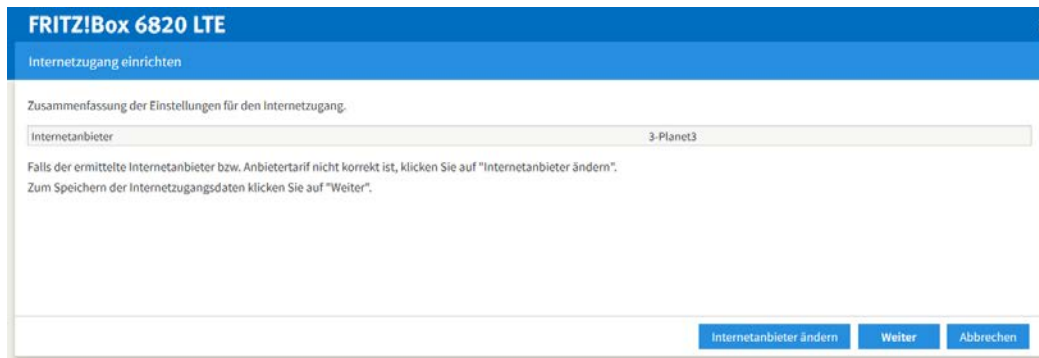 FRITZ!Box 6820 LTE
Internetzugang einrichten
Zusammenfassung der Einstellungen für den Internetzugang.
Internetanbieter 3-Planet3
Falls der ermittelte Internetanbieter bzw. Anbietertarif nicht korrekt ist, klicken Sie auf "Internetanbieter ändern".
Zum Speichern der Internetzugangsdaten klicken Sie auf "Weiter".
Internetanbieter ändern Weiter Abbrechen